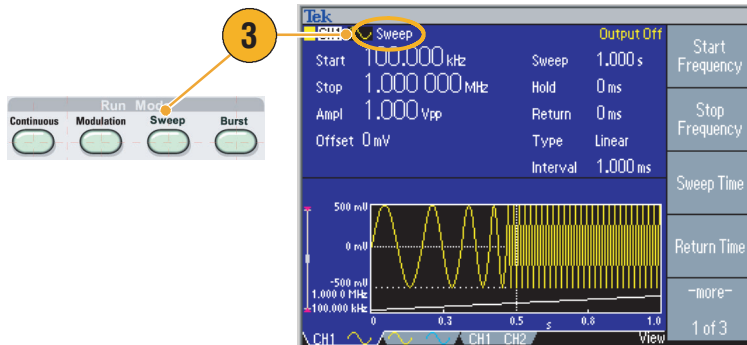 3
Run Mode
Continuous Modulation Sweep Burst
Tek
CH1 Sweep Output Off
Start 100.000 kHz Sweep 1.000 s
Stop 1.000 000 MHz Hold 0 ms
Ampl 1.000 Vpp Return 0 ms
Offset 0 mV Type Linear
Interval 1.000 ms
500 mU
0 mU
-500 mU
1.000 0 MHz
100.000 kHz
0 0.3 0.5 s 0.8 1.0
CH1 CH1 CH2 View
Start
Frequency
Stop
Frequency
Sweep Time
Return Time
-more-
1 of 3